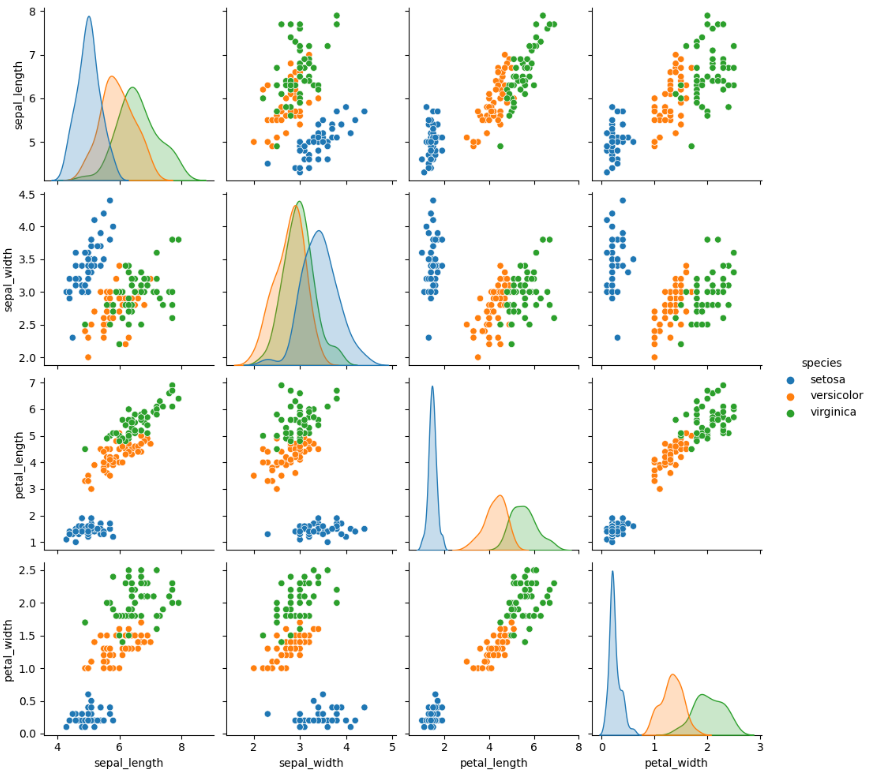 8
7
6
5
sepal_length
4.5
4.0
3.5
3.0
2.5
2.0
sepal_width
species
setosa
versicolor
virginica
7
6
5
4
3
2
1
petal_length
2.5
2.0
1.5
1.0
0.5
0.0
petal_width
4 6 8 2 3 4 5 2 4 6 8 0 1 2 3
sepal_length sepal_width petal_length petal_width